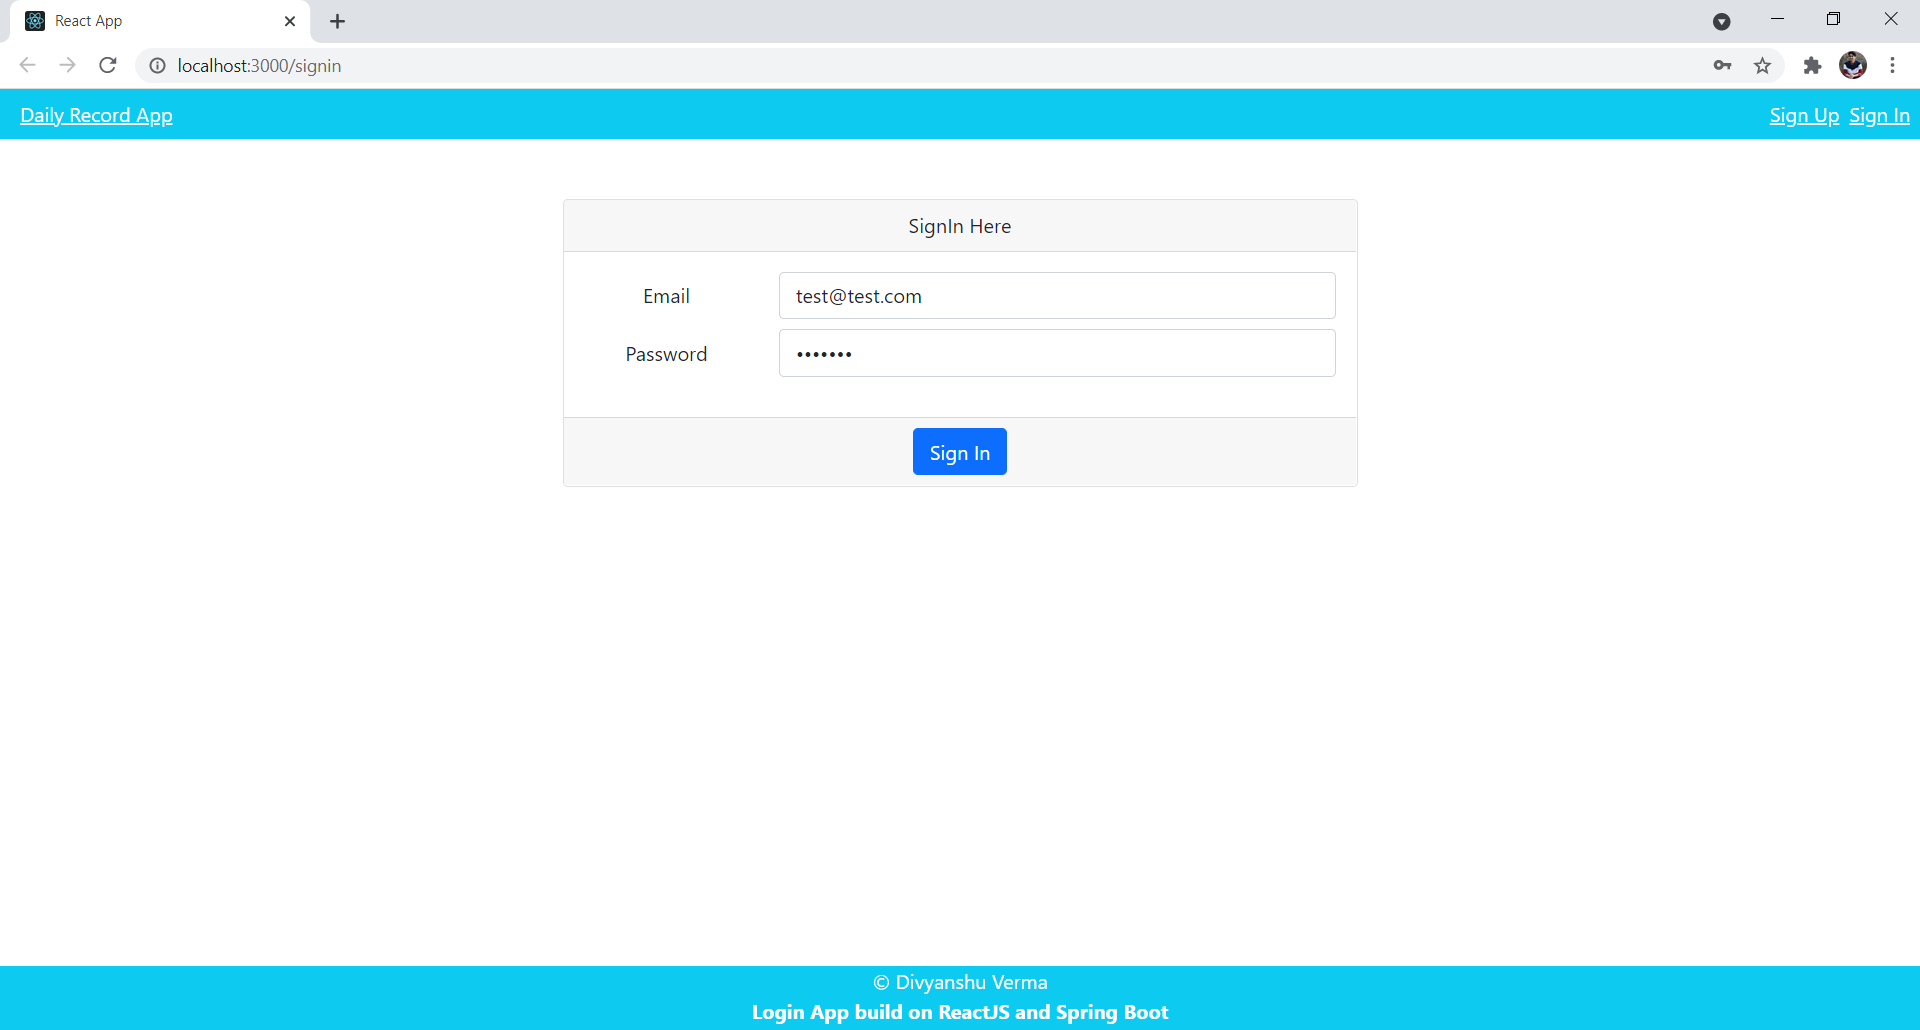 React App
localhost:3000/signin
Daily Record App
Sign Up Sign In
SignIn Here
Email
test@test.com
Password
•••••••
Sign In
© Divyanshu Verma
Login App build on ReactJS and Spring Boot